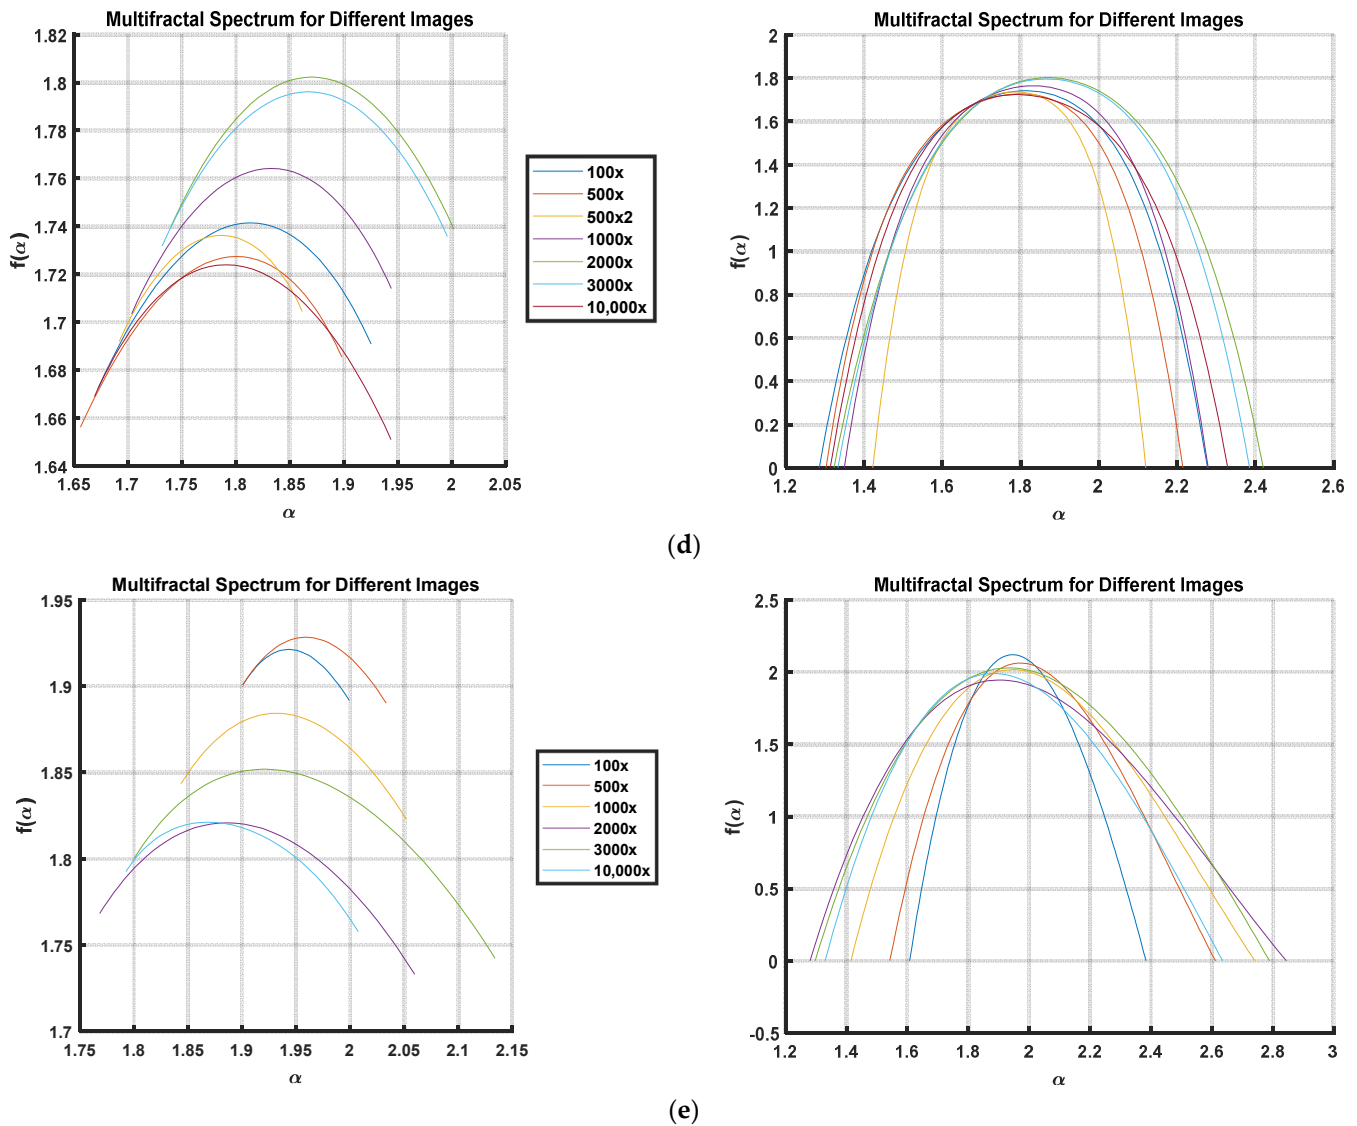 Multifractal Spectrum for Different Images
1.82
1.8
1.78
1.76
1.74
1.72
1.7
1.68
1.66
1.64
f(α)
1.65 1.7 1.75 1.8 1.85 1.9 1.95 2 2.05
α
100x
500x
500x2
1000x
2000x
3000x
10,000x
Multifractal Spectrum for Different Images
2
1.8
1.6
1.4
1.2
1
0.8
0.6
0.4
0.2
0
f(α)
1.2 1.4 1.6 1.8 2 2.2 2.4 2.6
α
(d)
Multifractal Spectrum for Different Images
1.95
1.9
1.85
1.8
1.75
1.7
f(α)
1.75 1.8 1.85 1.9 1.95 2 2.05 2.1 2.15
α
100x
500x
1000x
2000x
3000x
10,000x
Multifractal Spectrum for Different Images
2.5
2
1.5
1
0.5
0
-0.5
f(α)
1.2 1.4 1.6 1.8 2 2.2 2.4 2.6 2.8 3
α
(e)